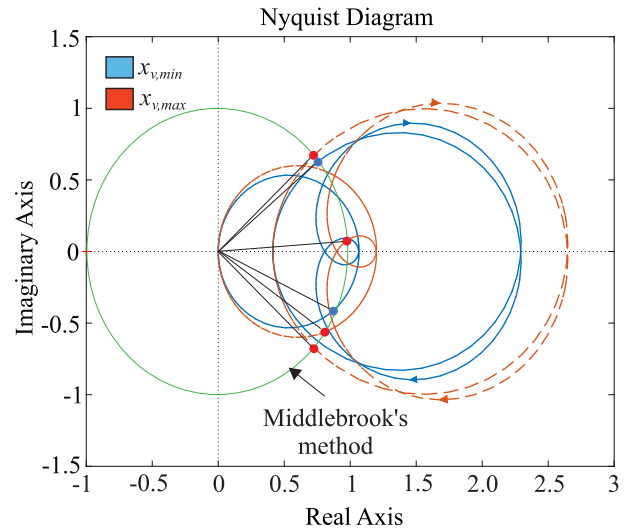 Nyquist Diagram
1.5
x_{v,min}
x_{v,max}
1
0.5
0
-0.5
-1
-1.5
Imaginary Axis
Middlebrook's
method
-1 -0.5 0 0.5 1 1.5 2.0 2.5 3
Real Axis